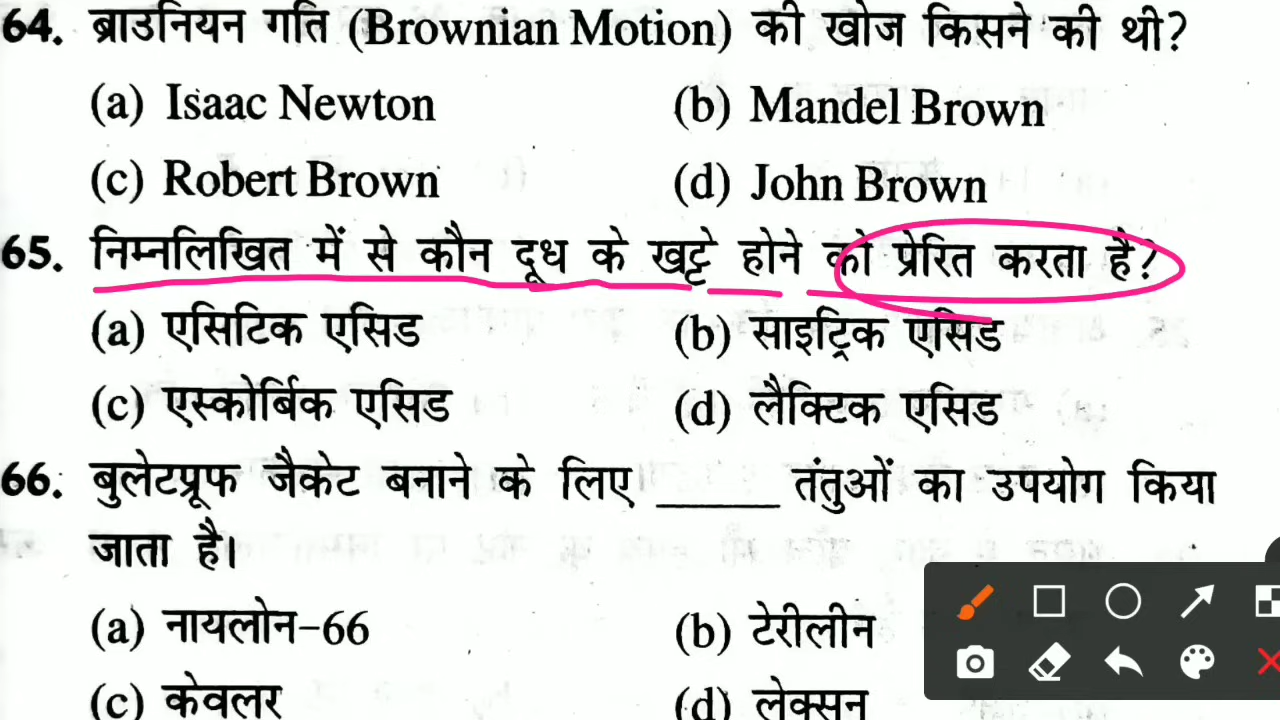 64. ब्राउनियन गति (Brownian Motion) की खोज किसने की थी?
(a) Isaac Newton (b) Mandel Brown
(c) Robert Brown (d) John Brown
65. निम्नलिखित में से कौन दूध के खट्टे होने को प्रेरित करता है?
(a) एसिटिक एसिड (b) साइट्रिक एसिड
(c) एस्कोर्बिक एसिड (d) लैक्टिक एसिड
66. बुलेटप्रूफ जैकेट बनाने के लिए ______ तंतुओं का उपयोग किया
जाता है।
(a) नायलोन-66 (b) टेरीलीन
(c) केवलर (d) लेक्सन